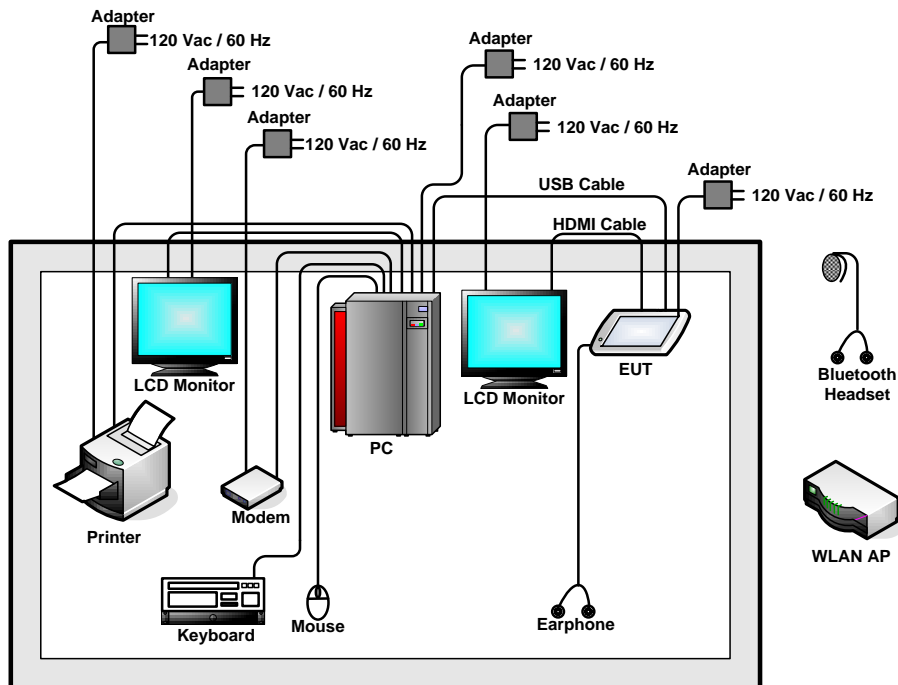 Adapter
120 Vac / 60 Hz
Adapter
120 Vac / 60 Hz
Adapter
120 Vac / 60 Hz
Adapter
120 Vac / 60 Hz
Adapter
120 Vac / 60 Hz
Adapter
120 Vac / 60 Hz
USB Cable
HDMI Cable
LCD Monitor
PC
LCD Monitor
EUT
Bluetooth
Headset
Printer
Modem
WLAN AP
Keyboard
Mouse
Earphone